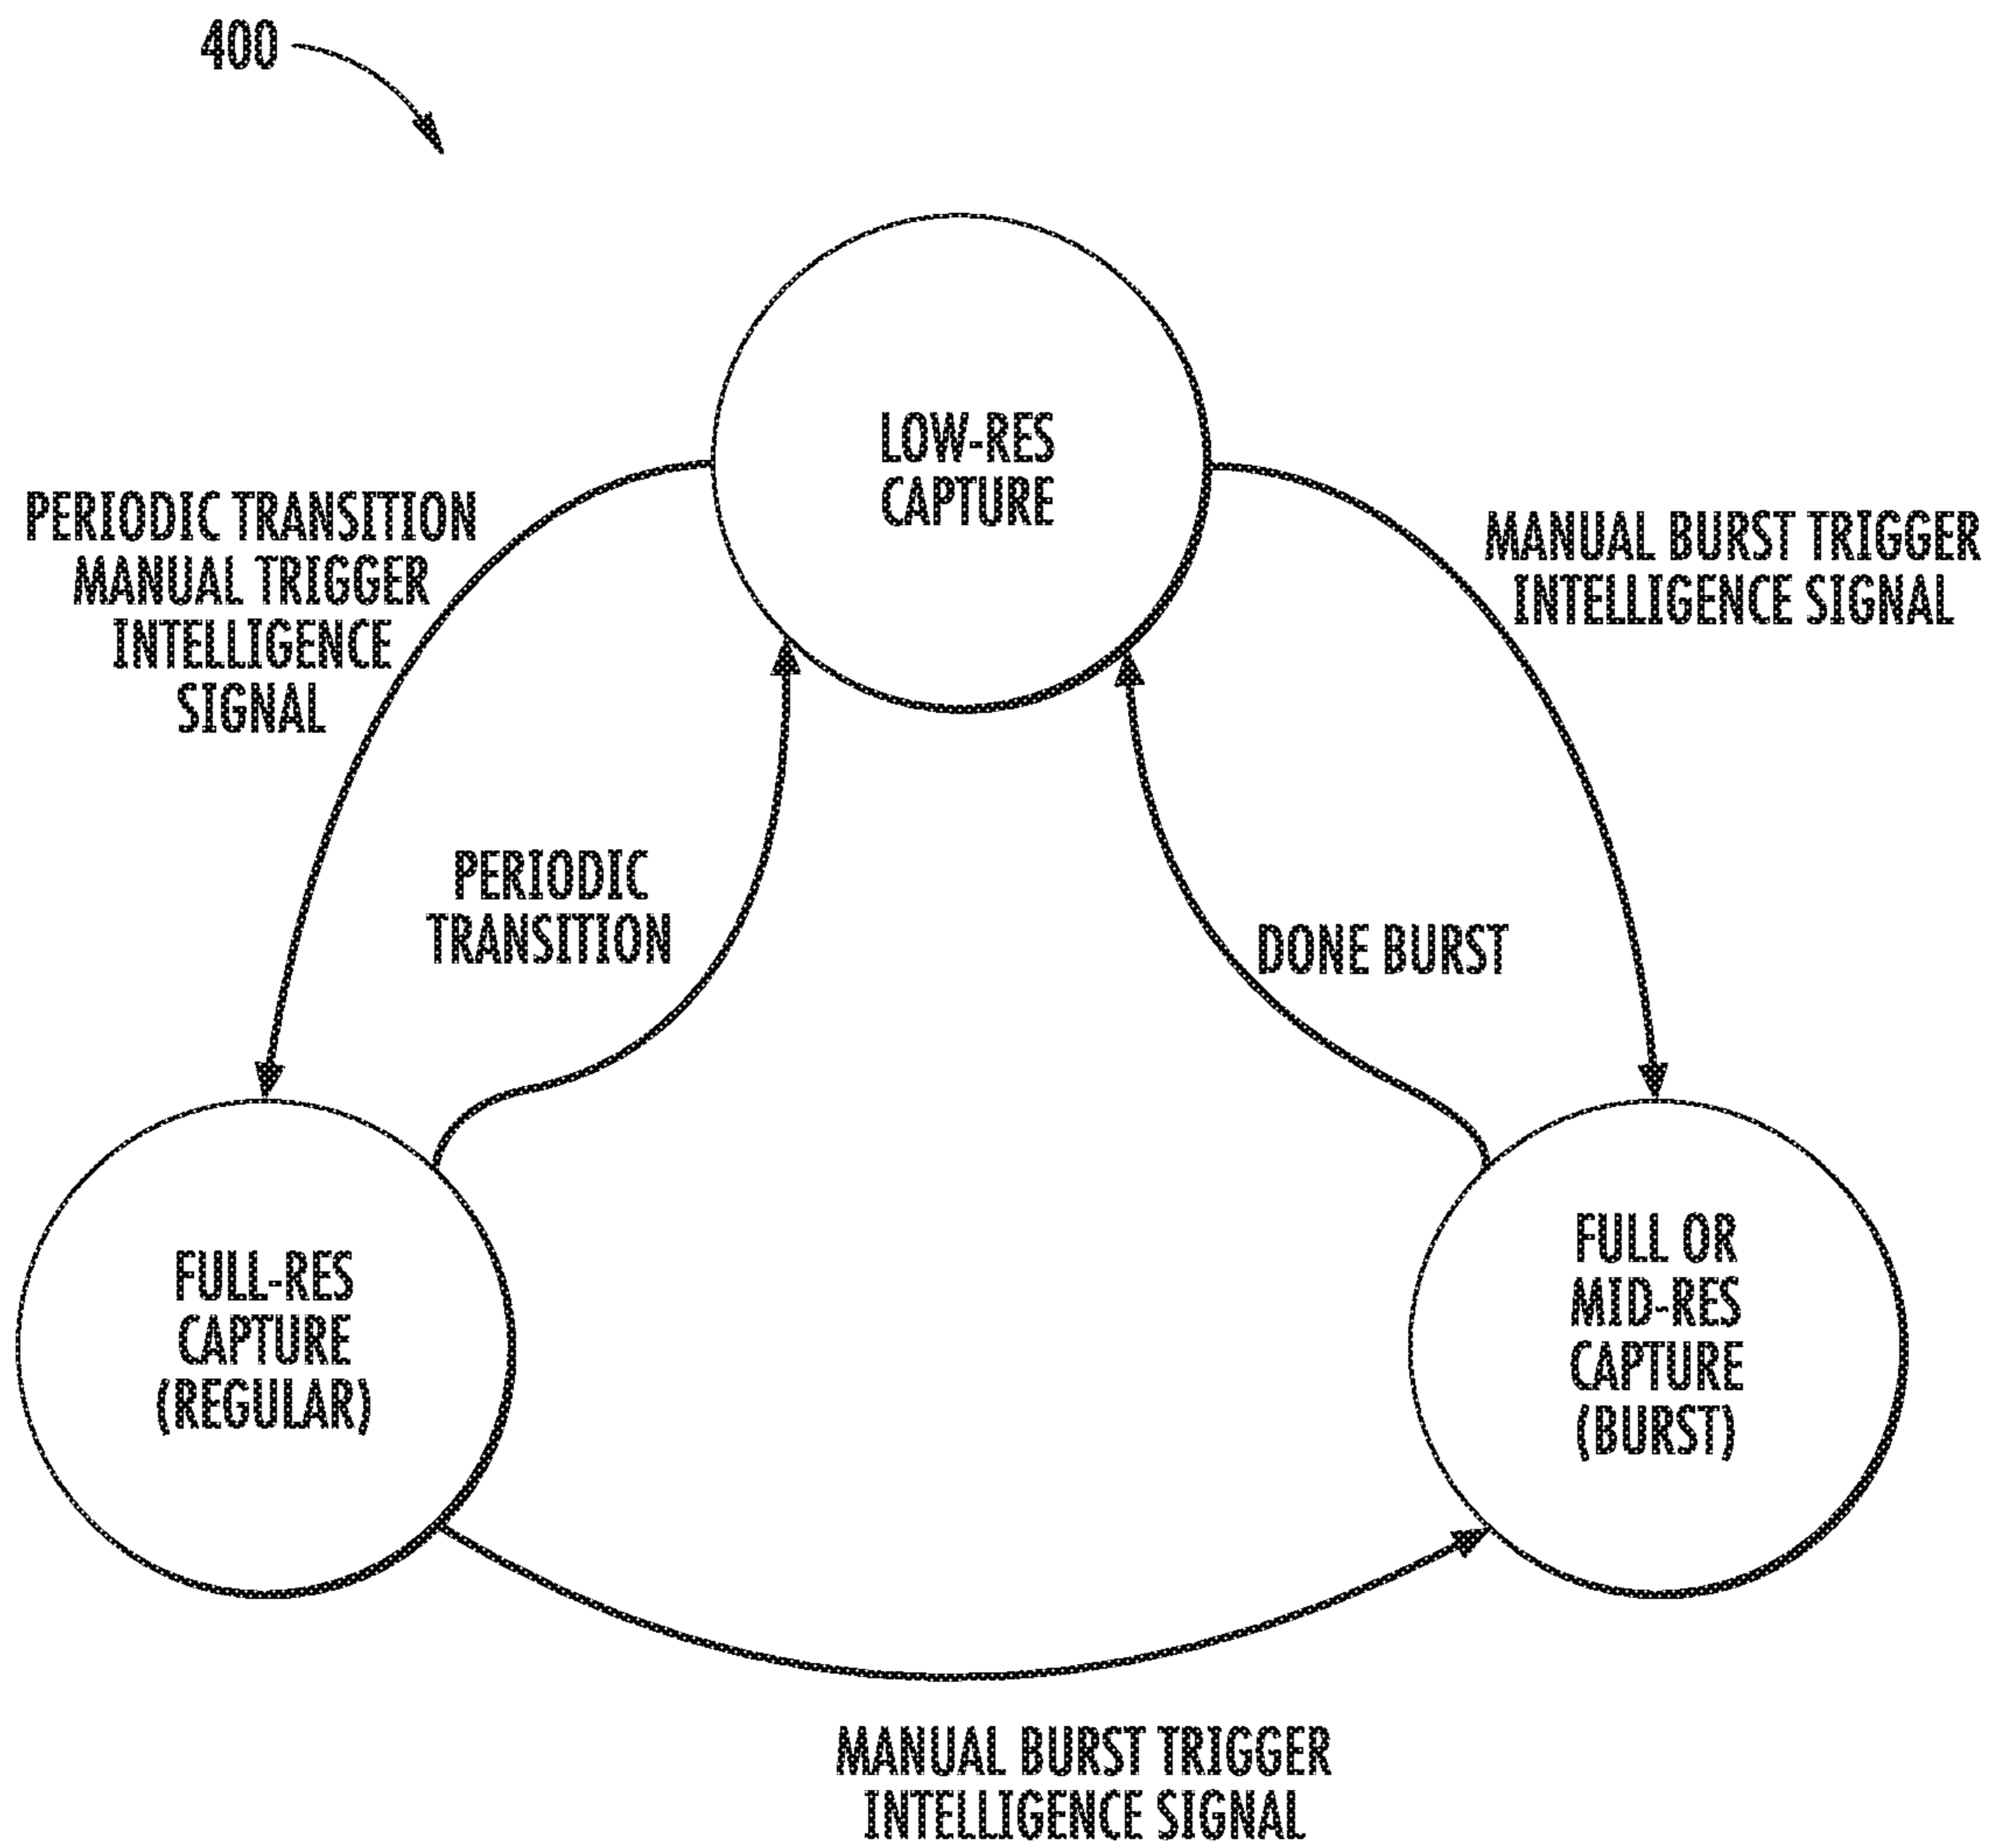 400
LOW-RES
CAPTURE
PERIODIC TRANSITION
MANUAL TRIGGER
INTELLIGENCE
SIGNAL
MANUAL BURST TRIGGER
INTELLIGENCE SIGNAL
PERIODIC
TRANSITION
DONE BURST
FULL-RES
CAPTURE
(REGULAR)
FULL OR
MID-RES
CAPTURE
(BURST)
MANUAL BURST TRIGGER
INTELLIGENCE SIGNAL